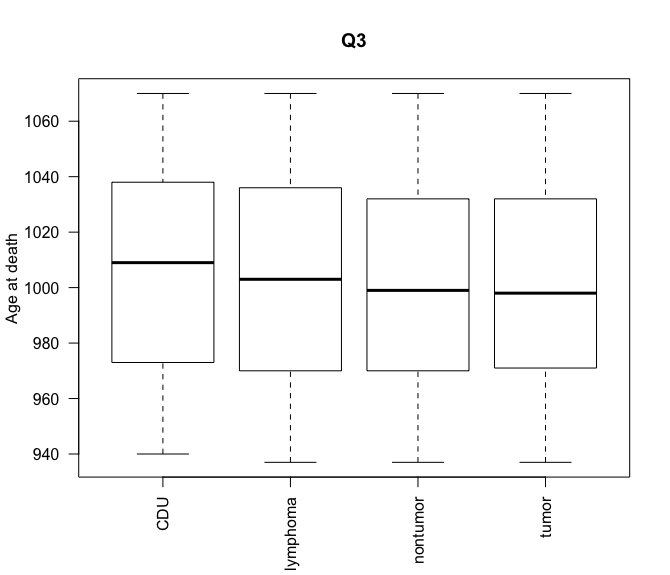 Q3
Age at death
1060
1040
1020
1000
980
960
940
CDU
lymphoma
nontumor
tumor